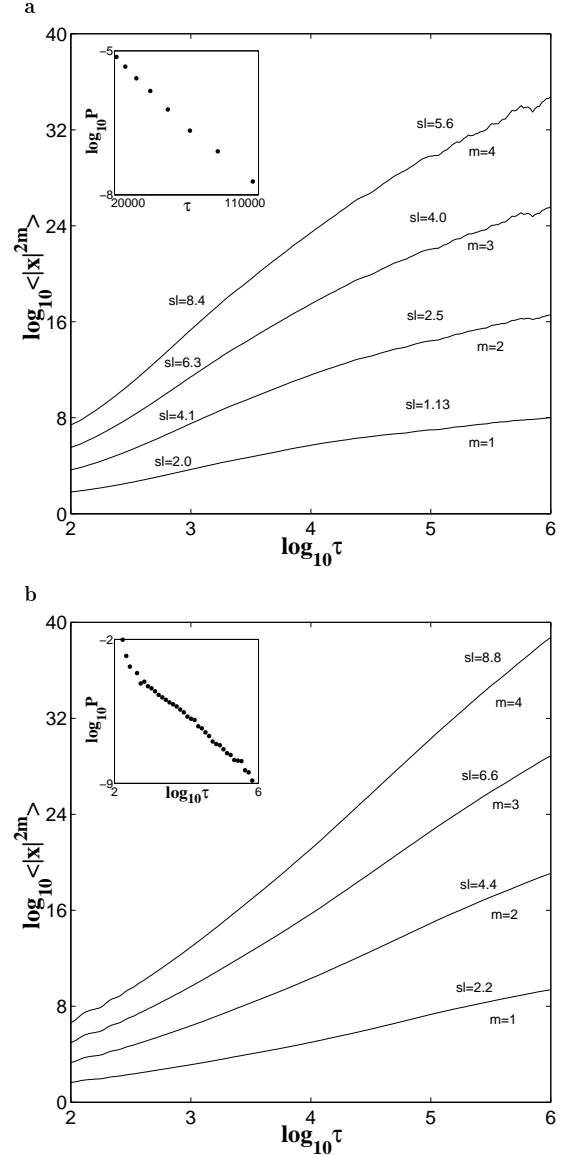 a
40
32
24
16
8
0
log10<|x|^2m>
2
3
4
5
6
log10τ
−5
−8
log10P
20000
τ
110000
sl=5.6
m=4
sl=4.0
m=3
sl=8.4
sl=2.5
m=2
sl=6.3
sl=4.1
sl=1.13
m=1
sl=2.0
b
40
32
24
16
8
0
log10<|x|^2m>
2
3
4
5
6
log10τ
−2
−9
log10P
2
log10τ
6
sl=8.8
m=4
sl=6.6
m=3
sl=4.4
m=2
sl=2.2
m=1